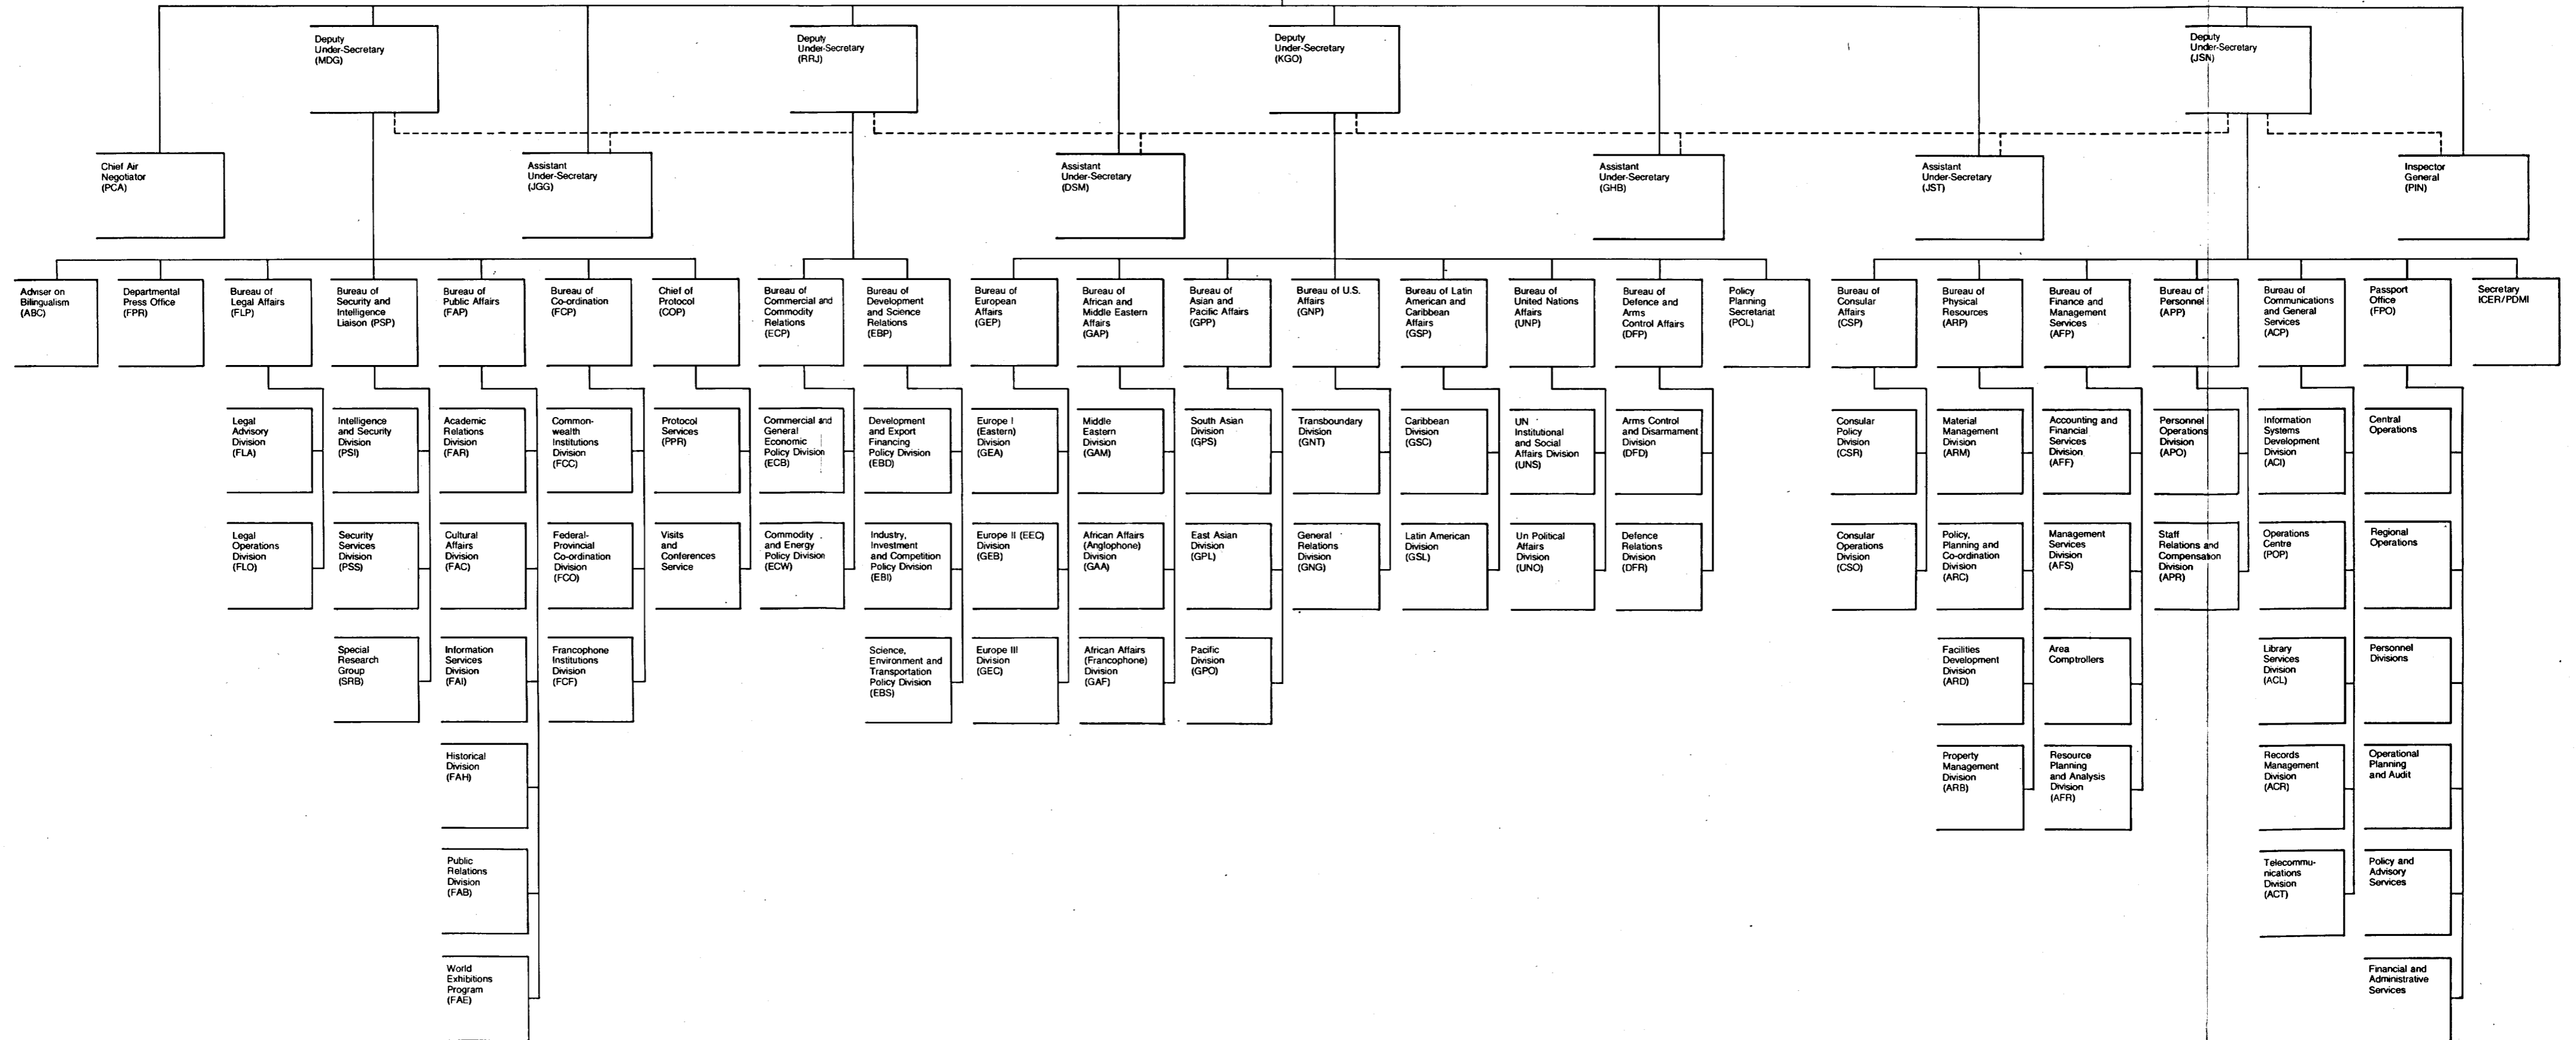 Deputy
Under-Secretary
(MDG)
Deputy
Under-Secretary
(RRJ)
Deputy
Under-Secretary
(KGO)
Deputy
Under-Secretary
(JSN)
Chief Air
Negotiator
(PCA)
Assistant
Under-Secretary
(JGG)
Assistant
Under-Secretary
(DSM)
Assistant
Under-Secretary
(GHB)
Assistant
Under-Secretary
(JST)
Inspector
General
(PIN)
Adviser on
Bilingualism
(ABC)
Departmental
Press Office
(FPR)
Bureau of
Legal Affairs
(FLP)
Bureau of
Security and
Intelligence
Liaison (PSP)
Bureau of
Public Affairs
(FAP)
Bureau of
Co-ordination
(FCP)
Chief of
Protocol
(COP)
Bureau of
Commercial and
Commodity
Relations
(ECP)
Bureau of
Development
and Science
Relations
(EBP)
Bureau of
European
Affairs
(GEP)
Bureau of
African and
Middle Eastern
Affairs
(GAP)
Bureau of
Asian and
Pacific Affairs
(GPP)
Bureau of U.S.
Affairs
(GNP)
Bureau of Latin
American and
Caribbean
Affairs
(GSP)
Bureau of
United Nations
Affairs
(UNP)
Bureau of
Defence and
Arms
Control Affairs
(DFP)
Policy
Planning
Secretariat
(POL)
Bureau of
Consular
Affairs
(CSP)
Bureau of
Physical
Resources
(ARP)
Bureau of
Finance and
Management
Services
(AFP)
Bureau of
Personnel
(APP)
Bureau of
Communications
and General
Services
(ACP)
Passport
Office
(FPO)
Secretary
ICER/PDMI
Legal
Advisory
Division
(FLA)
Intelligence
and Security
Division
(PSI)
Academic
Relations
Division
(FAR)
Common-
wealth
Institutions
Division
(FCC)
Protocol
Services
(PPR)
Commercial and
General
Economic
Policy Division
(ECB)
Development
and Export
Financing
Policy Division
(EBD)
Europe I
(Eastern)
Division
(GEA)
Middle
Eastern
Division
(GAM)
South Asian
Division
(GPS)
Transboundary
Division
(GNT)
Caribbean
Division
(GSC)
UN
Institutional
and Social
Affairs Division
(UNS)
Arms Control
and Disarmament
Division
(DFD)
Consular
Policy
Division
(CSR)
Material
Management
Division
(ARM)
Accounting and
Financial
Services
Division
(AFF)
Personnel
Operations
Division
(APO)
Information
Systems
Development
Division
(ACI)
Central
Operations
Legal
Operations
Division
(FLO)
Security
Services
Division
(PSS)
Cultural
Affairs
Division
(FAC)
Federal-
Provincial
Co-ordination
Division
(FCO)
Visits
and
Conferences
Service
Commodity
and Energy
Policy Division
(ECW)
Industry,
Investment
and Competition
Policy Division
(EBI)
Europe II (EEC)
Division
(GEB)
African Affairs
(Anglophone)
Division
(GAA)
East Asian
Division
(GPL)
General
Relations
Division
(GNG)
Latin American
Division
(GSL)
Un Political
Affairs
Division
(UNO)
Defence
Relations
Division
(DFR)
Consular
Operations
Division
(CSO)
Policy,
Planning and
Co-ordination
Division
(ARC)
Management
Services
Division
(AFS)
Staff
Relations and
Compensation
Division
(APR)
Operations
Centre
(POP)
Regional
Operations
Special
Research
Group
(SRB)
Information
Services
Division
(FAI)
Francophone
Institutions
Division
(FCF)
Science,
Environment and
Transportation
Policy Division
(EBS)
Europe III
Division
(GEC)
African Affairs
(Francophone)
Division
(GAF)
Pacific
Division
(GPO)
Facilities
Development
Division
(ARD)
Area
Comptrollers
Library
Services
Division
(ACL)
Personnel
Divisions
Historical
Division
(FAH)
Property
Management
Division
(ARB)
Resource
Planning
and Analysis
Division
(AFR)
Records
Management
Division
(ACR)
Operational
Planning
and Audit
Public
Relations
Division
(FAB)
Telecommu-
nications
Division
(ACT)
Policy and
Advisory
Services
World
Exhibitions
Program
(FAE)
Financial and
Administrative
Services